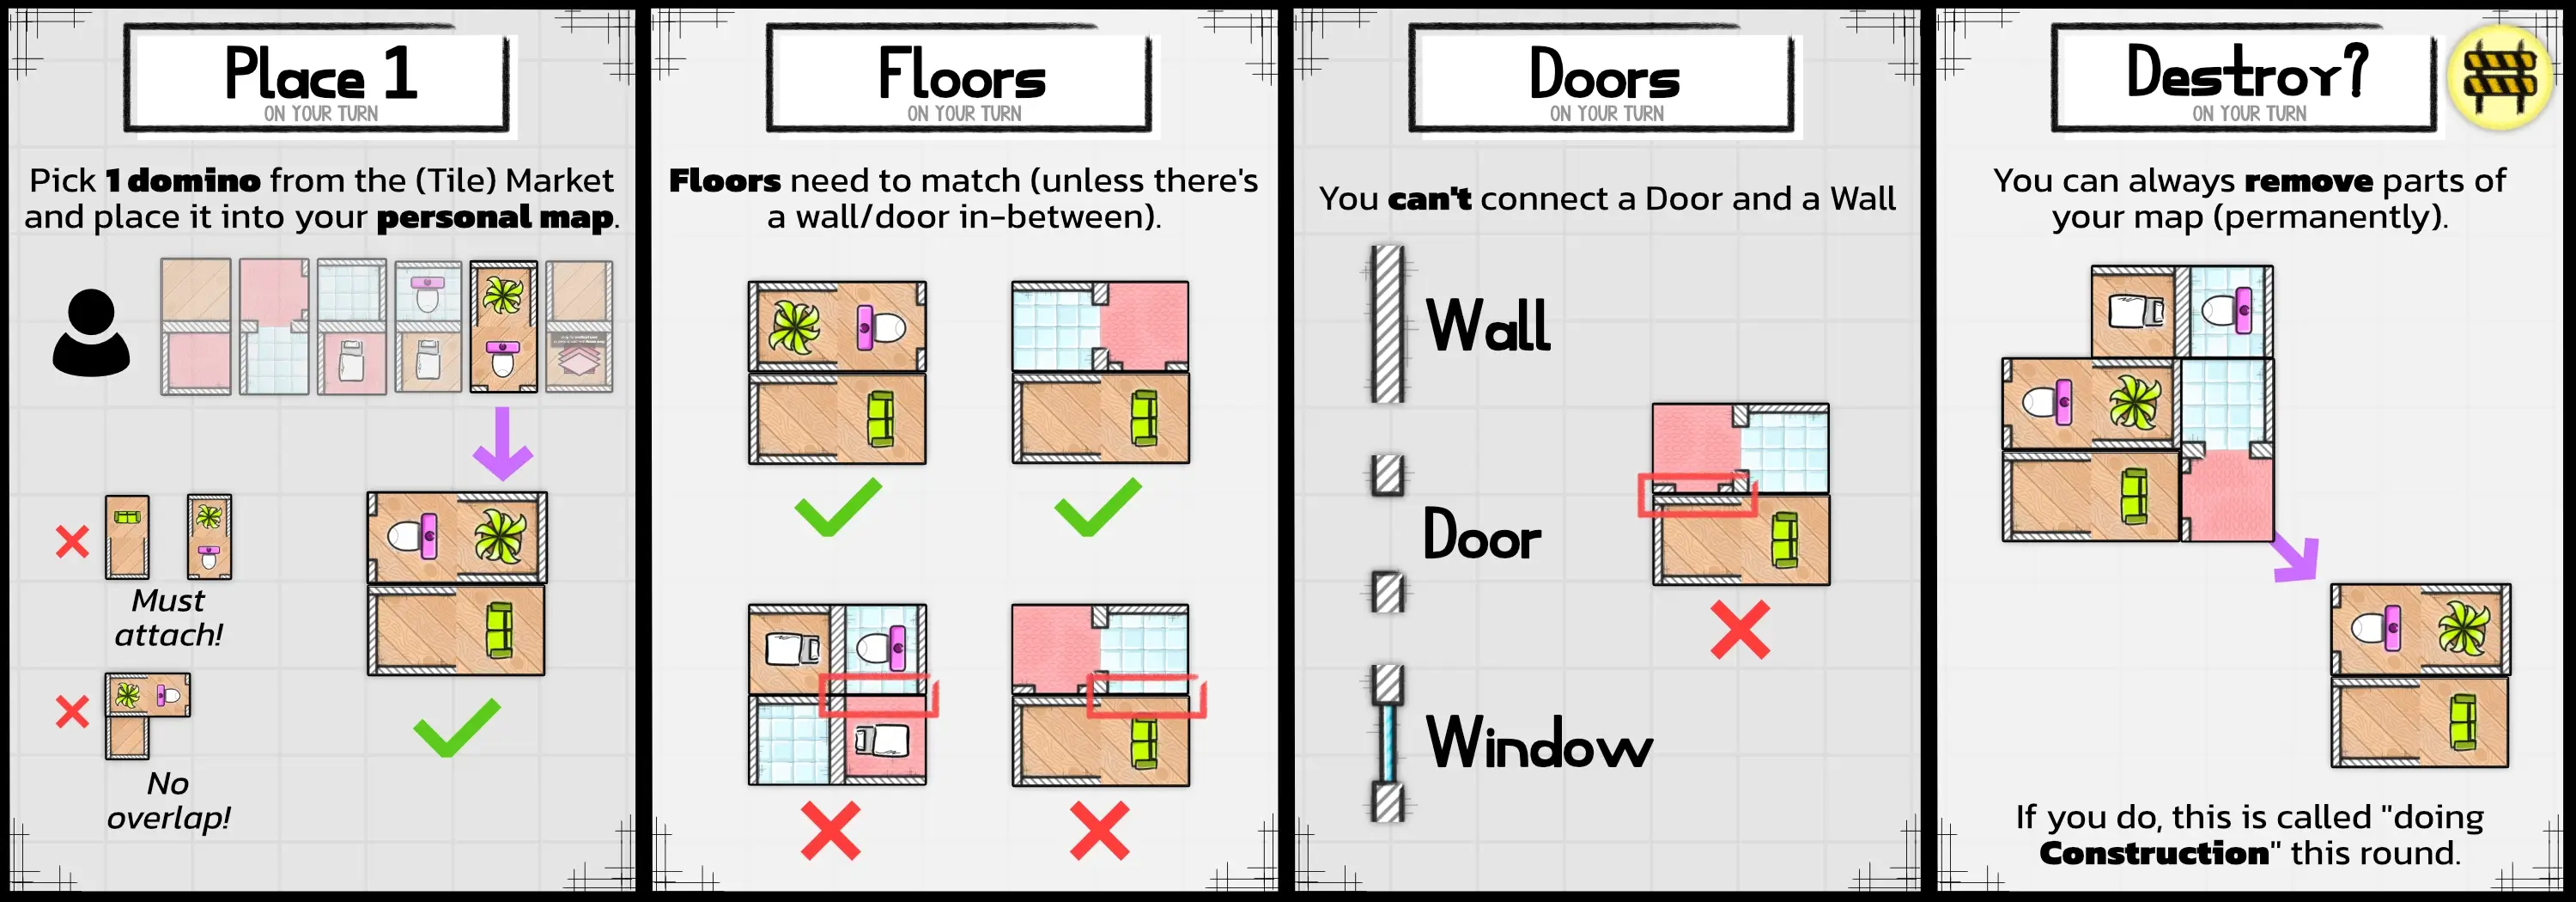 Place 1
ON YOUR TURN
Pick 1 domino from the (Tile) Market
and place it into your personal map.
Must
attach!
No
overlap!
Floors
ON YOUR TURN
Floors need to match (unless there's
a wall/door in-between).
Doors
ON YOUR TURN
You can't connect a Door and a Wall
Wall
Door
Window
Destroy?
ON YOUR TURN
You can always remove parts of
your map (permanently).
If you do, this is called "doing
Construction" this round.